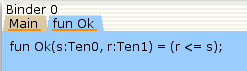 Binder 0
Main fun Ok
fun Ok(s:Ten0, r:Ten1) = (r <= s);